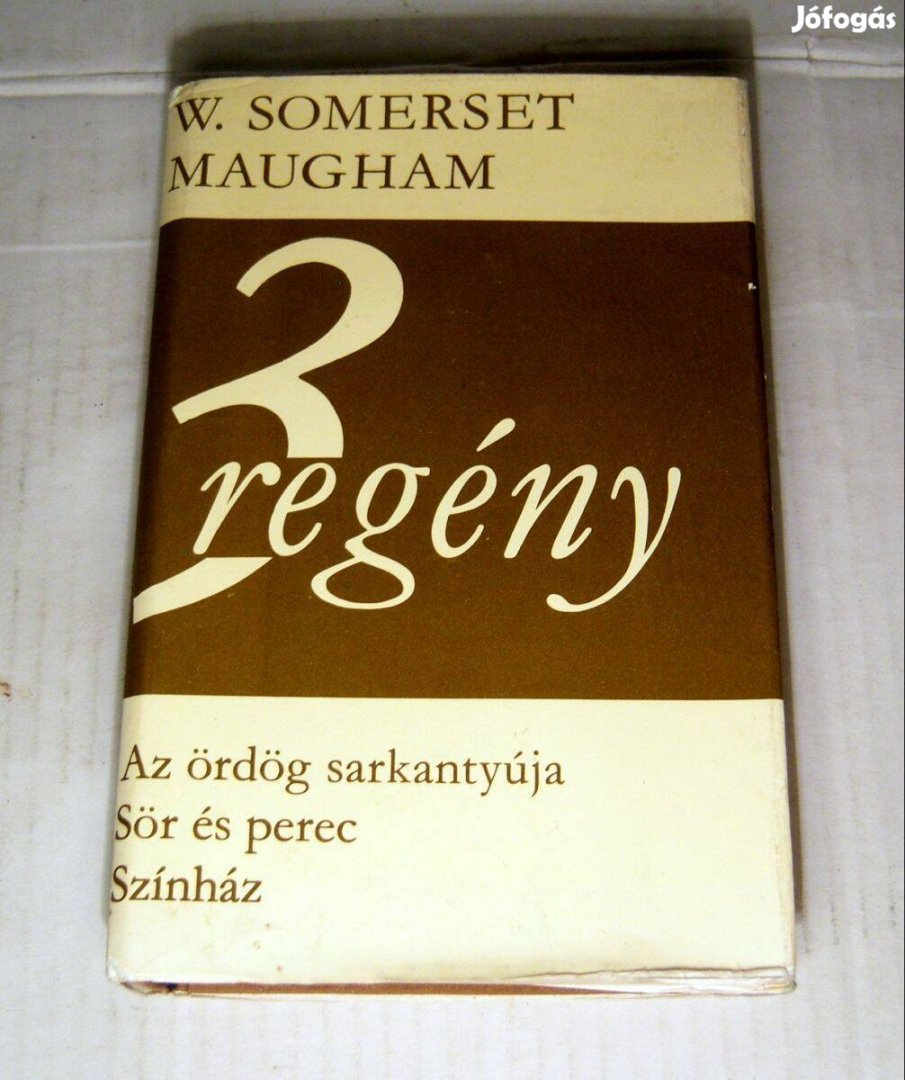 Jófogás
W. SOMERSET
MAUGHAM
3
regény
Az ördög sarkantyúja
Sör és perec
Színház